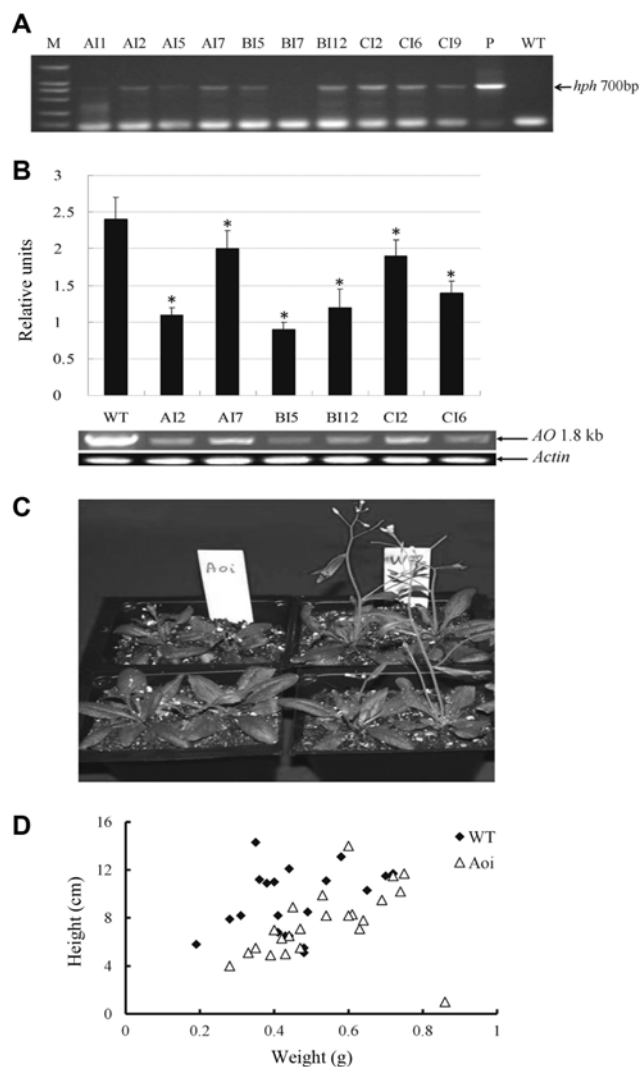 A
M AI1 AI2 AI5 AI7 BI5 BI7 BI12 CI2 CI6 CI9 P WT
hph 700bp
B
Relative units
3
2.5
2
1.5
1
0.5
0
* * * * * *
WT AI2 AI7 BI5 BI12 CI2 CI6
AO 1.8 kb
Actin
C
Aoi
D
Height (cm)
16
12
8
4
0
WT
Aoi
0 0.2 0.4 0.6 0.8 1
Weight (g)